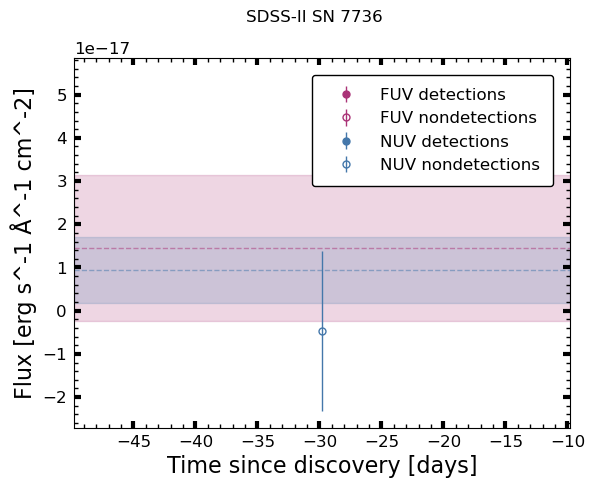 SDSS-II SN 7736
1e−17
FUV detections
FUV nondetections
NUV detections
NUV nondetections
5
4
3
2
1
0
−1
−2
Flux [erg s^-1 Å^-1 cm^-2]
−45 −40 −35 −30 −25 −20 −15 −10
Time since discovery [days]